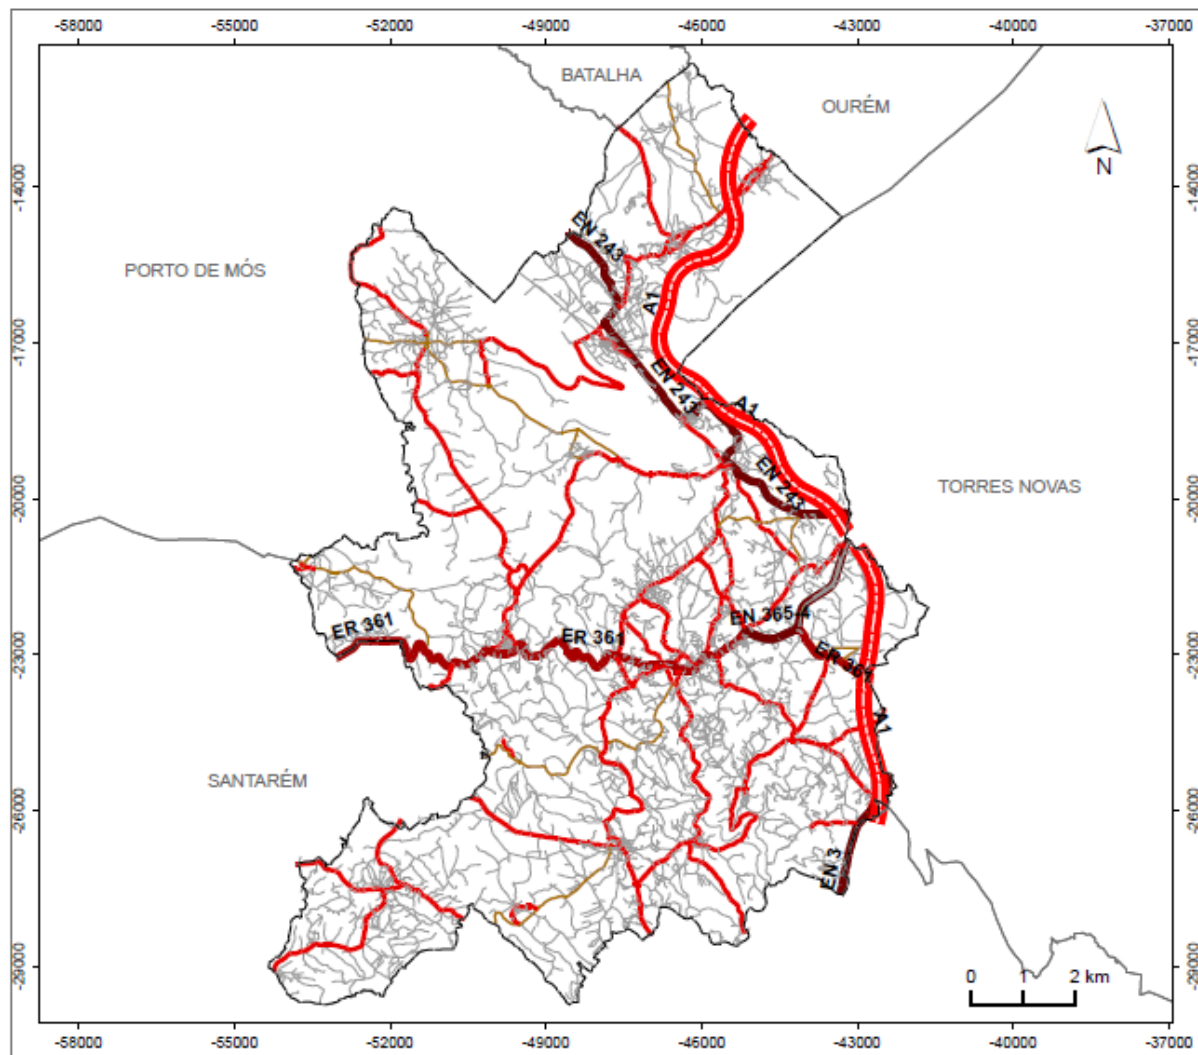 -58000 -55000 -52000 -49000 -46000 -43000 -40000 -37000
BATALHA
OURÉM
N
-14000 -14000
EN 243
PORTO DE MÓS
A1
-17000 -17000
EN 243
A1
EN 243
TORRES NOVAS
-20000 -20000
EN 365-4
ER 361
ER 361
ER 361
-23000 -23000
A1
SANTARÉM
-26000 -26000
EN 3
-29000 -29000
0 1 2 km
-58000 -55000 -52000 -49000 -46000 -43000 -40000 -37000